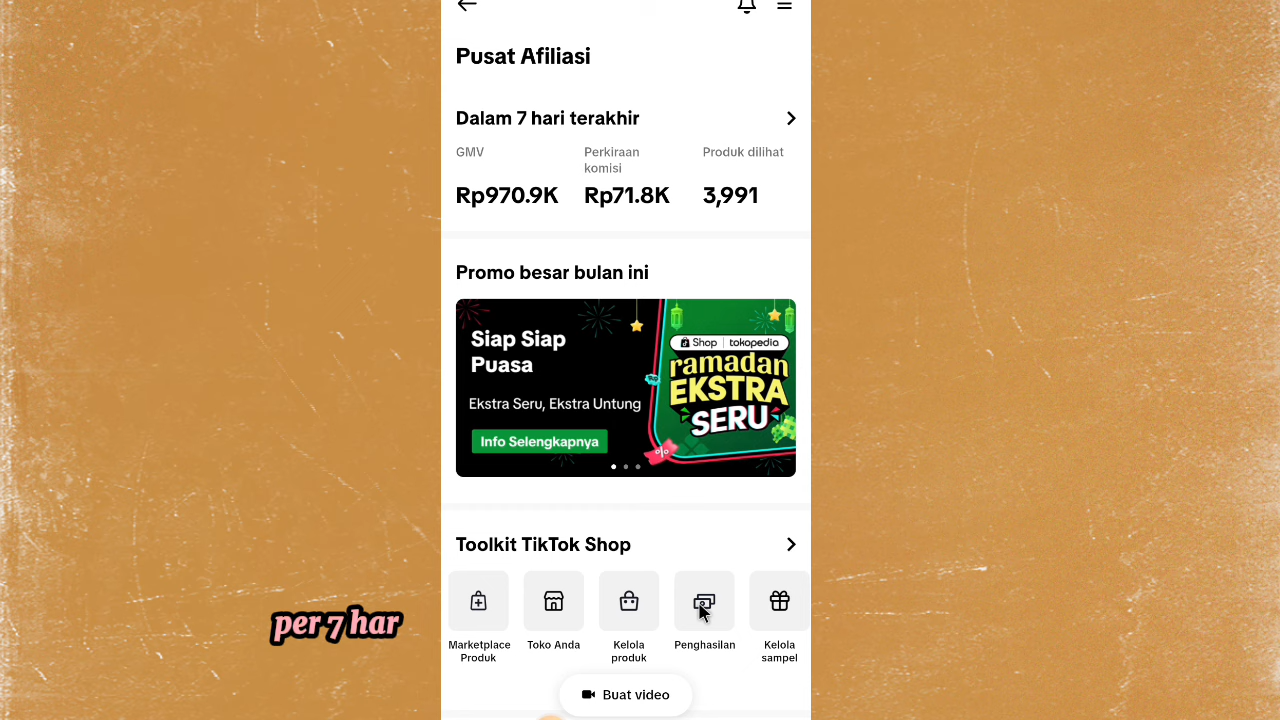 Pusat Afiliasi
Dalam 7 hari terakhir
GMV
Perkiraan
komisi
Produk dilihat
Rp970.9K
Rp71.8K
3,991
Promo besar bulan ini
Siap Siap
Puasa
Ekstra Seru, Ekstra Untung
Info Selengkapnya
Shop | tokopedia
ramadan
EKSTRA
SERU
%
Toolkit TikTok Shop
Marketplace
Produk
Toko Anda
Kelola
produk
Penghasilan
Kelola
sampel
per 7 har
Buat video